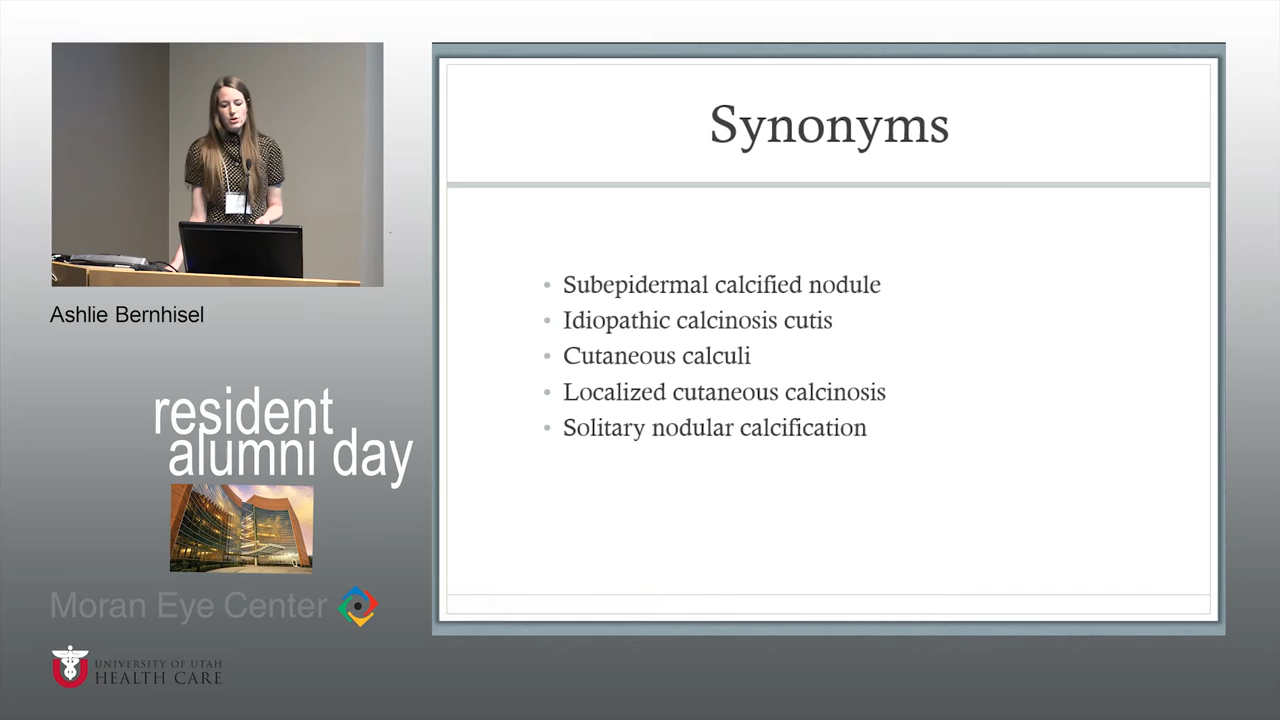 Synonyms
• Subepidermal calcified nodule
• Idiopathic calcinosis cutis
• Cutaneous calculi
• Localized cutaneous calcinosis
• Solitary nodular calcification
Ashlie Bernhisel
resident
alumni day
Moran Eye Center
UNIVERSITY OF UTAH
HEALTH CARE